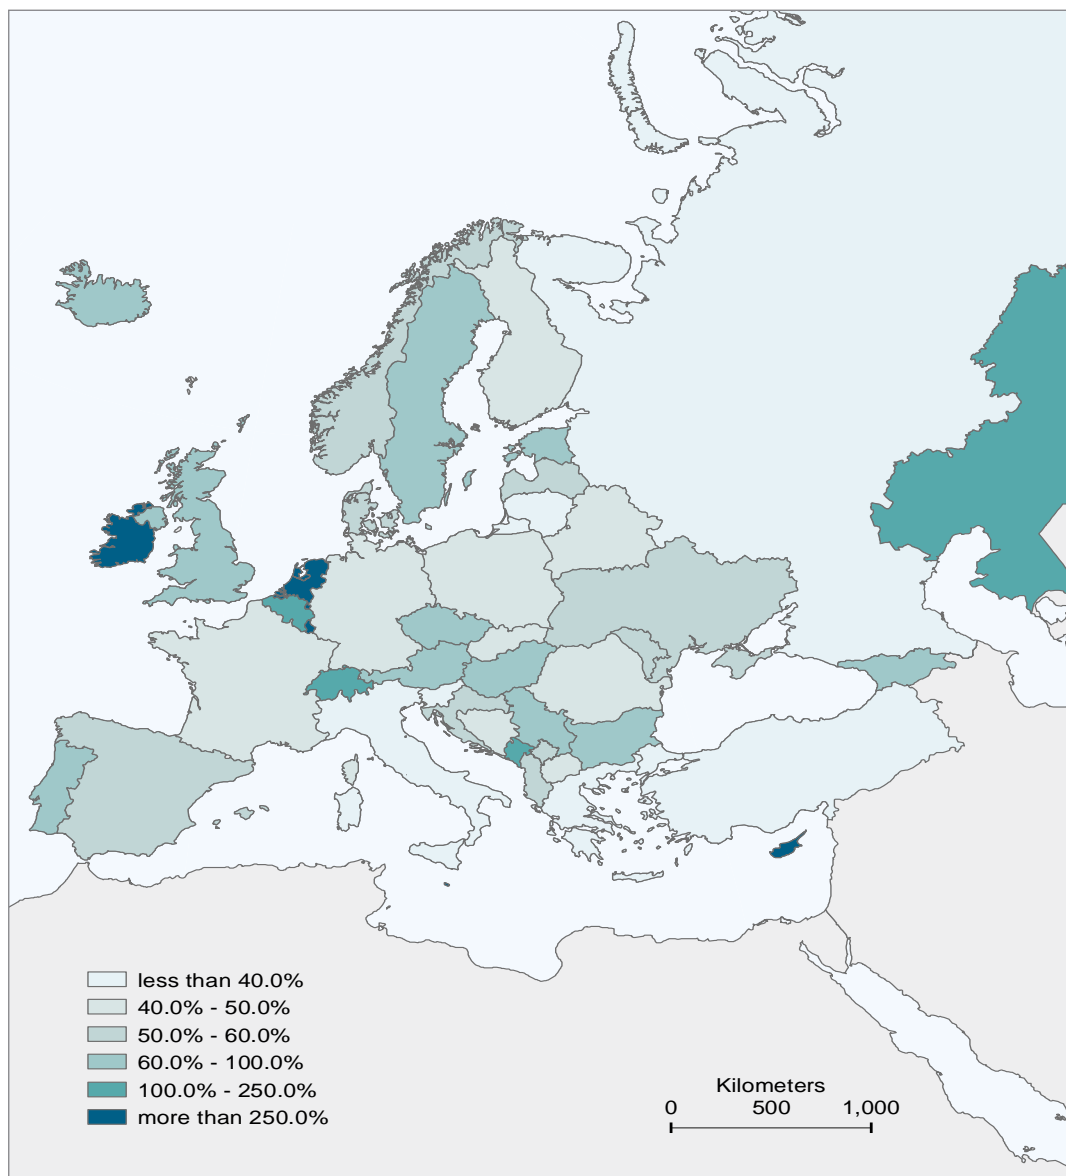 less than 40.0%
40.0% - 50.0%
50.0% - 60.0%
60.0% - 100.0%
100.0% - 250.0%
more than 250.0%
Kilometers
0 500 1,000